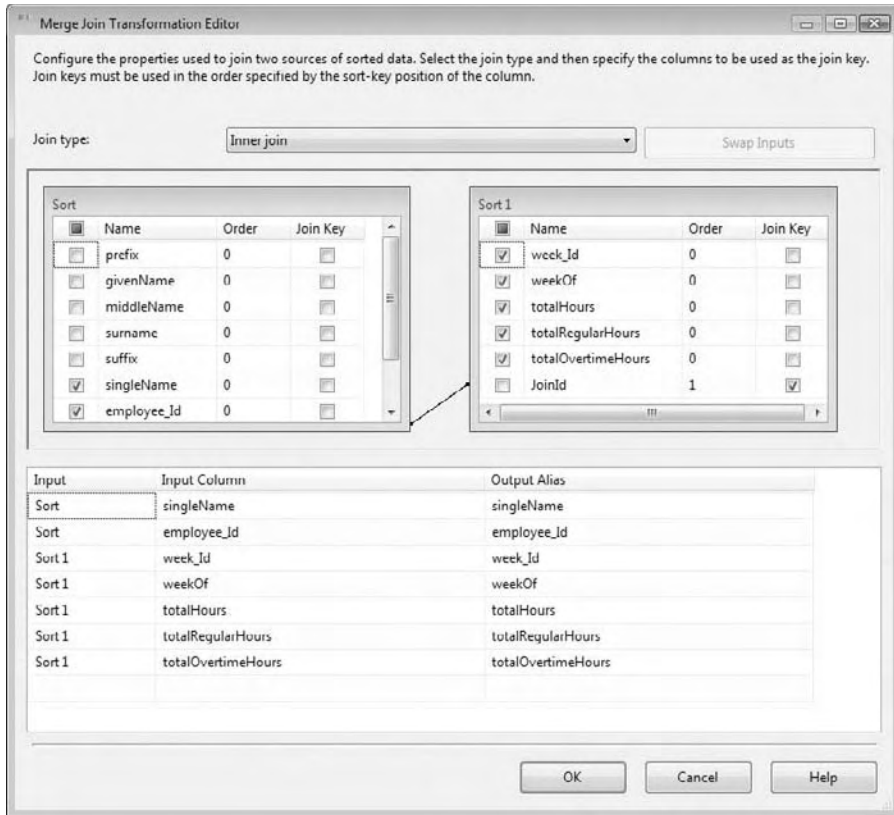 Merge Join Transformation Editor
Configure the properties used to join two sources of sorted data. Select the join type and then specify the columns to be used as the join key.
Join keys must be used in the order specified by the sort-key position of the column.
Join type:
Inner join
Swap Inputs
Sort
Name Order Join Key
prefix 0
givenName 0
middleName 0
surname 0
suffix 0
singleName 0
employee_Id 0
Sort 1
Name Order Join Key
week_Id 0
weekOf 0
totalHours 0
totalRegularHours 0
totalOvertimeHours 0
JoinId 1
Input Input Column Output Alias
Sort singleName singleName
Sort employee_Id employee_Id
Sort 1 week_Id week_Id
Sort 1 weekOf weekOf
Sort 1 totalHours totalHours
Sort 1 totalRegularHours totalRegularHours
Sort 1 totalOvertimeHours totalOvertimeHours
OK Cancel Help